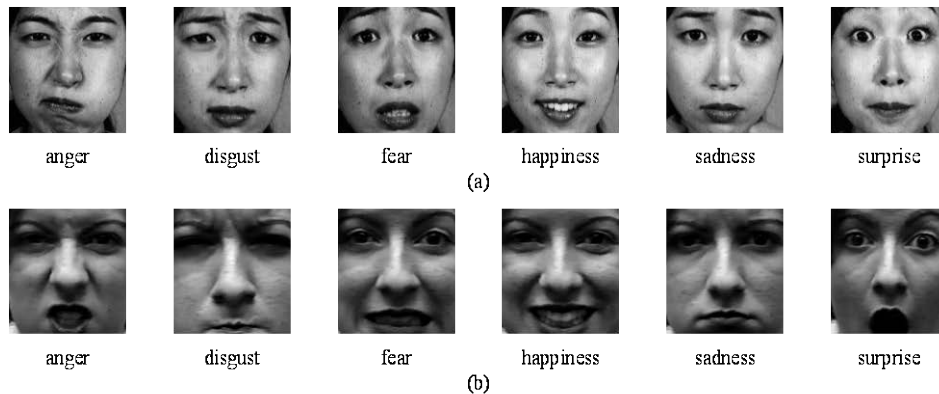 anger disgust fear happiness sadness surprise
(a)
anger disgust fear happiness sadness surprise
(b)